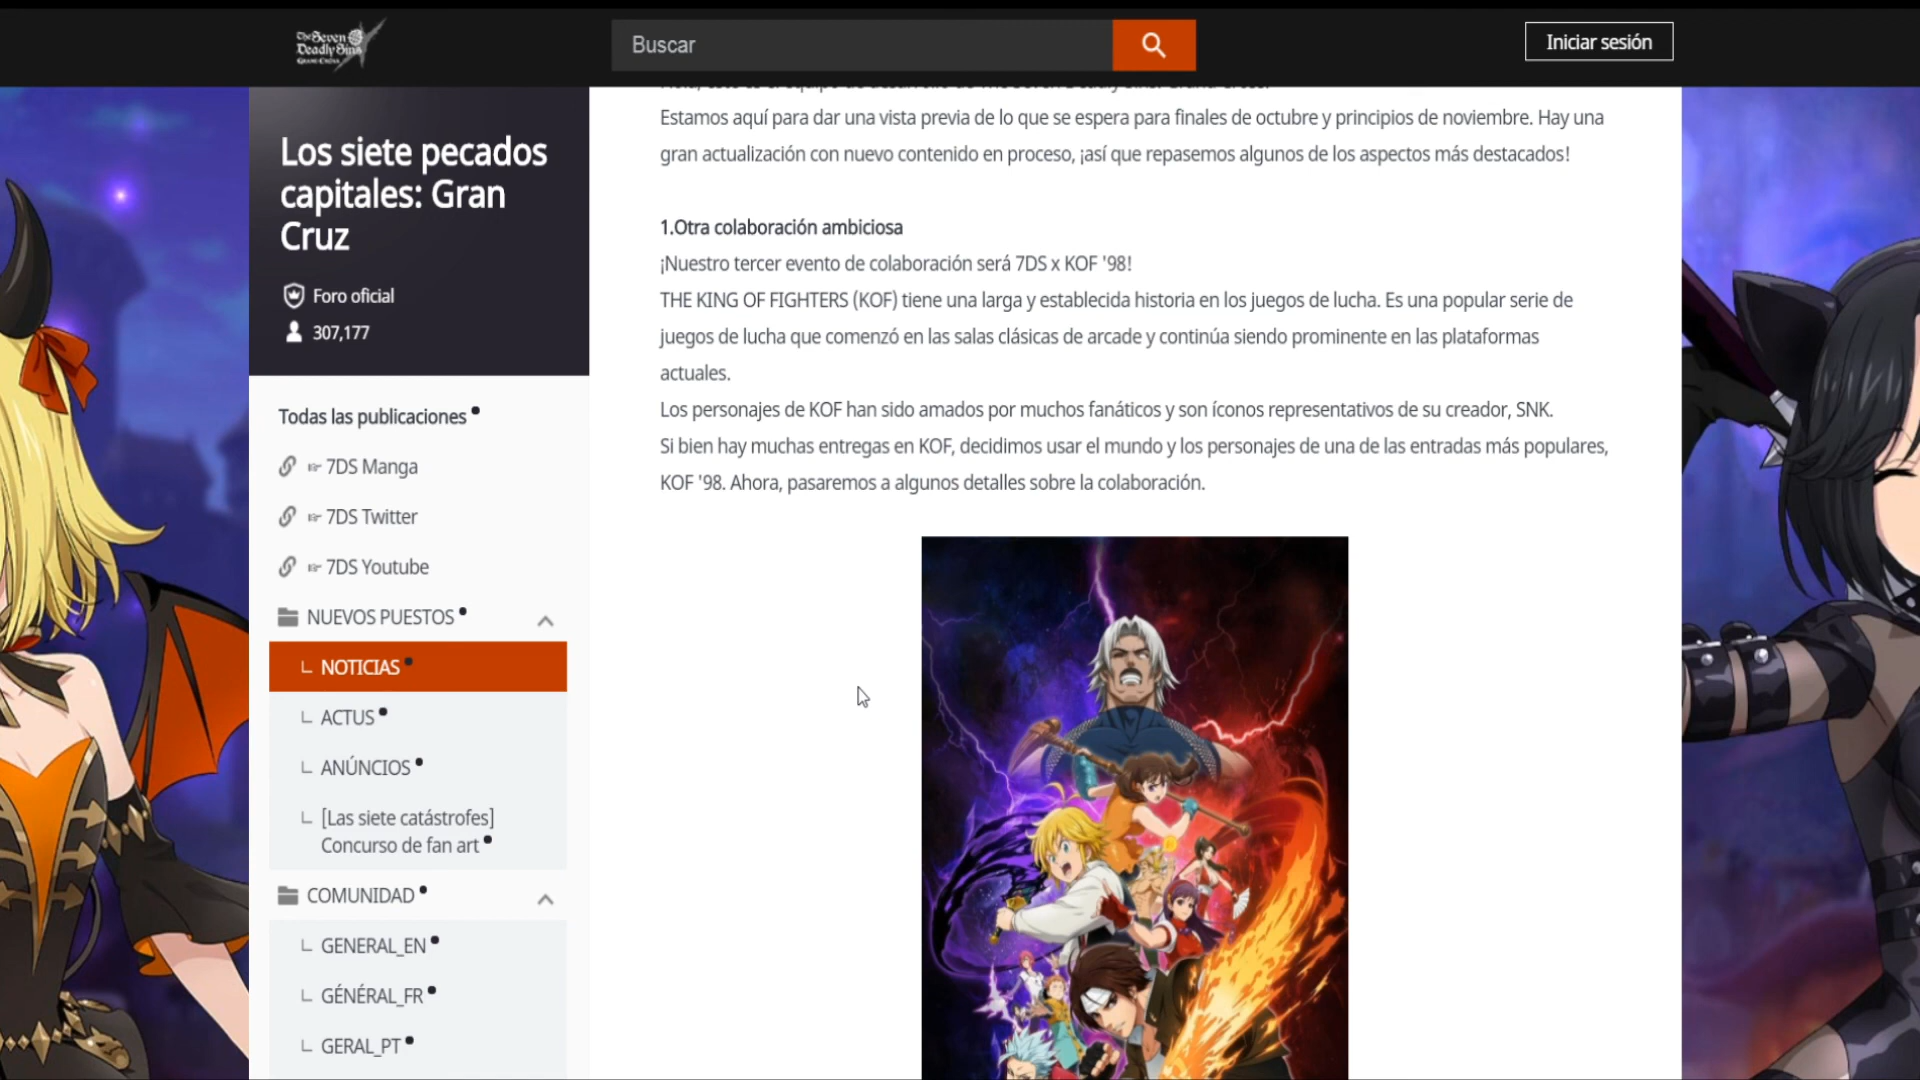 The Seven
Deadly Sins
GRAND CROSS
Buscar
Iniciar sesión
Los siete pecados
capitales: Gran
Cruz
Foro oficial
307,177
Todas las publicaciones
☞ 7DS Manga
☞ 7DS Twitter
☞ 7DS Youtube
NUEVOS PUESTOS
NOTICIAS
ACTUS
ANÚNCIOS
[Las siete catástrofes]
Concurso de fan art
COMUNIDAD
GENERAL_EN
GÉNÉRAL_FR
GERAL_PT
Estamos aquí para dar una vista previa de lo que se espera para finales de octubre y principios de noviembre. Hay una
gran actualización con nuevo contenido en proceso, ¡así que repasemos algunos de los aspectos más destacados!
1.Otra colaboración ambiciosa
¡Nuestro tercer evento de colaboración será 7DS x KOF '98!
THE KING OF FIGHTERS (KOF) tiene una larga y establecida historia en los juegos de lucha. Es una popular serie de
juegos de lucha que comenzó en las salas clásicas de arcade y continúa siendo prominente en las plataformas
actuales.
Los personajes de KOF han sido amados por muchos fanáticos y son íconos representativos de su creador, SNK.
Si bien hay muchas entregas en KOF, decidimos usar el mundo y los personajes de una de las entradas más populares,
KOF '98. Ahora, pasaremos a algunos detalles sobre la colaboración.